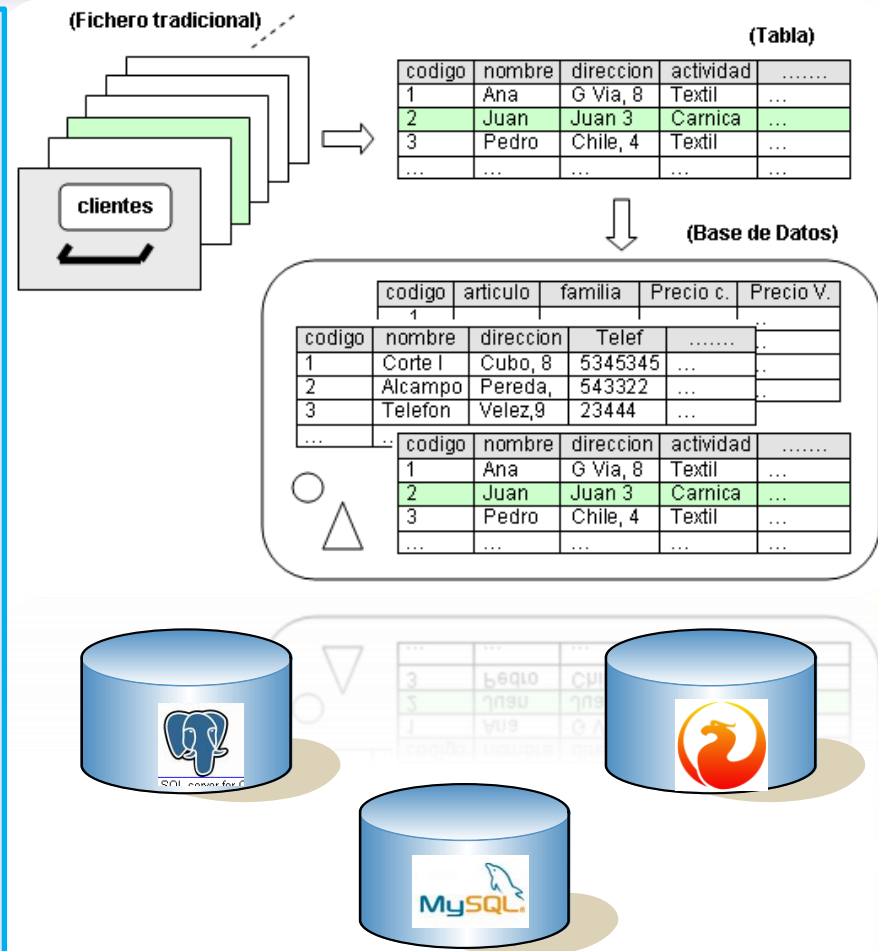 (Fichero tradicional)
(Tabla)
codigo nombre direccion actividad .......
1 Ana G Via, 8 Textil ...
2 Juan Juan 3 Carnica ...
3 Pedro Chile, 4 Textil ...
... ... ... ... ...
clientes
(Base de Datos)
codigo articulo familia Precio c. Precio V.
1
codigo nombre direccion Telef .......
1 Corte I Cubo, 8 5345345 ...
2 Alcampo Pereda, 543322 ...
3 Telefon Velez,9 23444 ...
... ..
codigo nombre direccion actividad .......
1 Ana G Via, 8 Textil ...
2 Juan Juan 3 Carnica ...
3 Pedro Chile, 4 Textil ...
... ... ... ... ...
MySQL